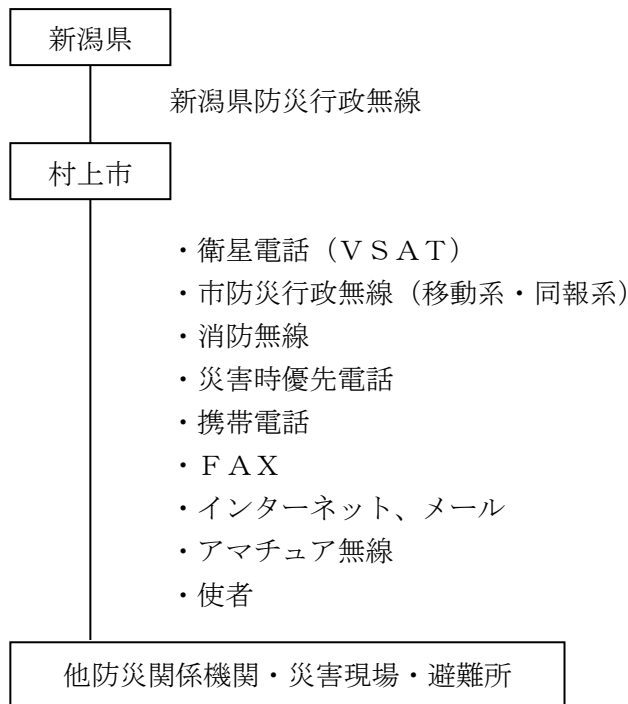 新潟県
新潟県防災行政無線
村上市
・衛星電話（ＶＳＡＴ）
・市防災行政無線（移動系・同報系）
・消防無線
・災害時優先電話
・携帯電話
・ＦＡＸ
・インターネット、メール
・アマチュア無線
・使者
他防災関係機関・災害現場・避難所